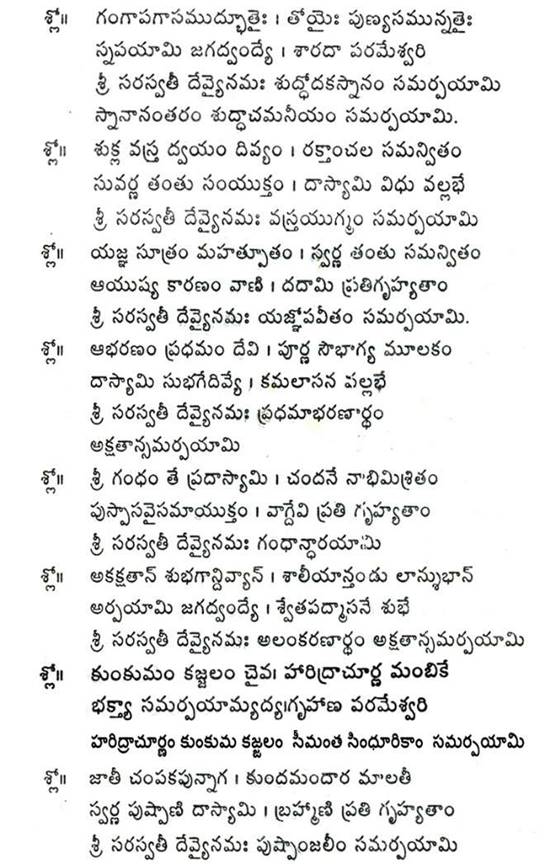 శ్లో॥ గంగాపగాసముద్భూతైః । తోయైః పుణ్యసమున్నతైః
స్నపయామి జగద్వంద్యే । శారదా పరమేశ్వరి
శ్రీ సరస్వతీ దేవ్యైనమః శుద్ధోదకస్నానం సమర్పయామి
స్నానానంతరం శుద్ధాచమనీయం సమర్పయామి.
శ్లో॥ శుక్ల వస్త్ర ద్వయం దివ్యం । రక్తాంచల సమన్వితం
సువర్ణ తంతు సంయుక్తం । దాస్యామి విధు వల్లభే
శ్రీ సరస్వతీ దేవ్యైనమః వస్త్రయుగ్మం సమర్పయామి
శ్లో॥ యజ్ఞ సూత్రం మహత్పూతం । స్వర్ణ తంతు సమన్వితం
ఆయుష్య కారణం వాణి । దదామి ప్రతిగృహ్యతాం
శ్రీ సరస్వతీ దేవ్యైనమః యజ్ఞోపవీతం సమర్పయామి.
శ్లో॥ ఆభరణం ప్రధమం దేవి । పూర్ణ సౌభాగ్య మూలకం
దాస్యామి సుభగేదివ్యే । కమలాసన వల్లభే
శ్రీ సరస్వతీ దేవ్యైనమః ప్రధమాభరణార్థం
అక్షతాన్సమర్పయామి
శ్లో॥ శ్రీ గంధం తే ప్రదాస్యామి । చందనే నాభిమిశ్రితం
పుష్పాసవైసమాయుక్తం । వాగ్దేవి ప్రతి గృహ్యతాం
శ్రీ సరస్వతీ దేవ్యైనమః గంధాన్ధారయామి
శ్లో॥ అకక్షతాన్ శుభగాన్దివ్యాన్ । శాలీయాన్తండు లాన్శుభాన్
అర్పయామి జగద్వంద్యే । శ్వేతపద్మాసనే శుభే
శ్రీ సరస్వతీ దేవ్యైనమః అలంకరణార్థం అక్షతాన్సమర్పయామి
శ్లో॥ కుంకుమం కజ్జలం చైవ। హారిద్రాచూర్ణ మంబికే
భక్త్యా సమర్పయామ్యద్య।గృహాణ పరమేశ్వరి
హరిద్రాచూర్ణం కుంకుమ కజ్జలం సీమంత సింధూరికాం సమర్పయామి
శ్లో॥ జాతీ చంపకపున్నాగ । కుందమందార మాలతీ
స్వర్ణ పుష్పాణి దాస్యామి । బ్రహ్మాణి ప్రతి గృహ్యతాం
శ్రీ సరస్వతీ దేవ్యైనమః పుష్పాంజలీం సమర్పయామి